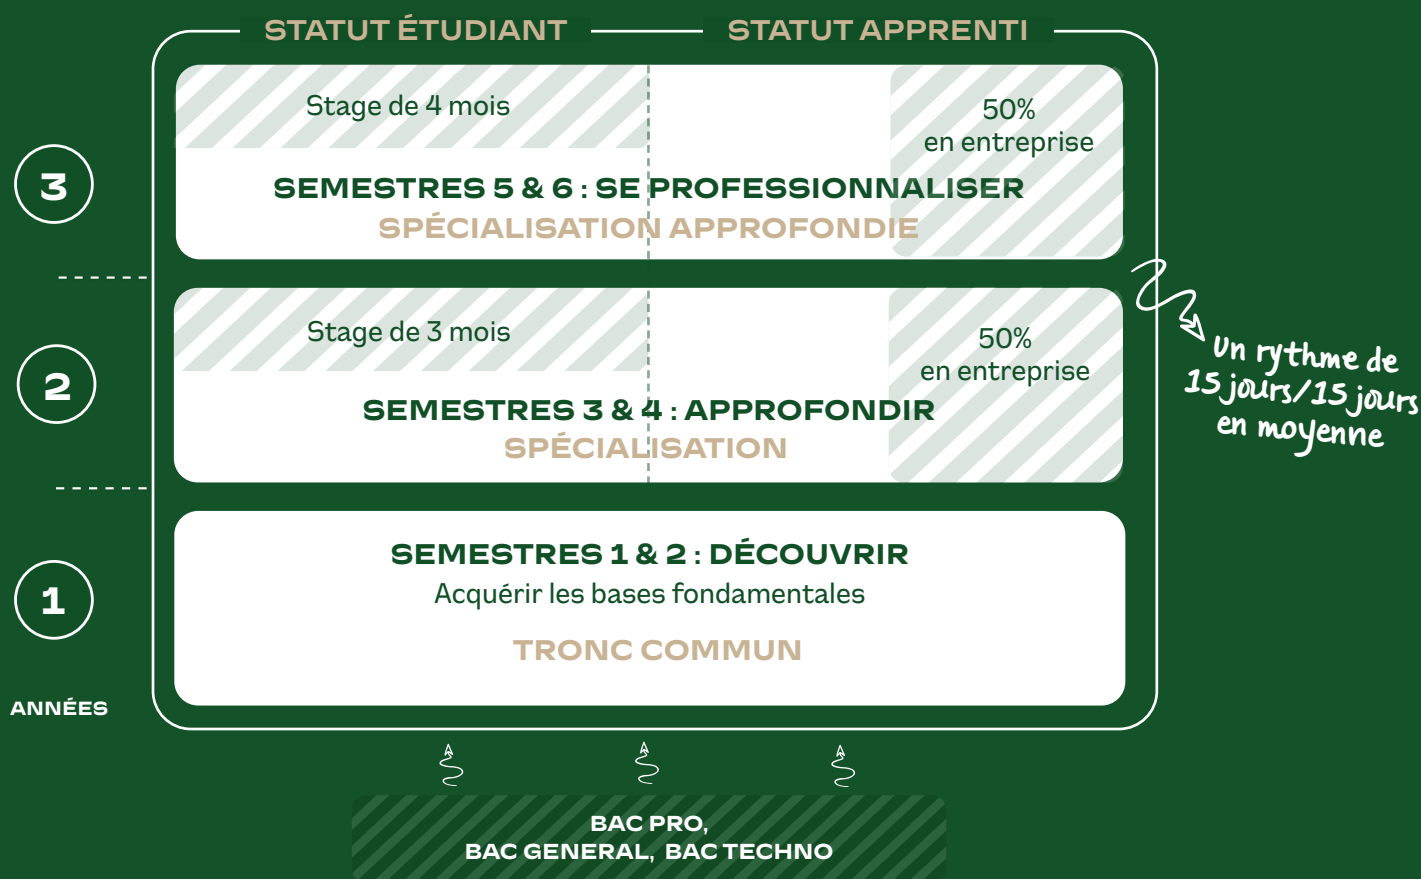 STATUT ÉTUDIANT
STATUT APPRENTI
Stage de 4 mois
50%
en entreprise
3
SEMESTRES 5 & 6 : SE PROFESSIONNALISER
SPÉCIALISATION APPROFONDIE
Stage de 3 mois
50%
en entreprise
Un rythme de
15 jours/15 jours
en moyenne
2
SEMESTRES 3 & 4 : APPROFONDIR
SPÉCIALISATION
SEMESTRES 1 & 2 : DÉCOUVRIR
Acquérir les bases fondamentales
1
TRONC COMMUN
ANNÉES
BAC PRO,
BAC GENERAL, BAC TECHNO